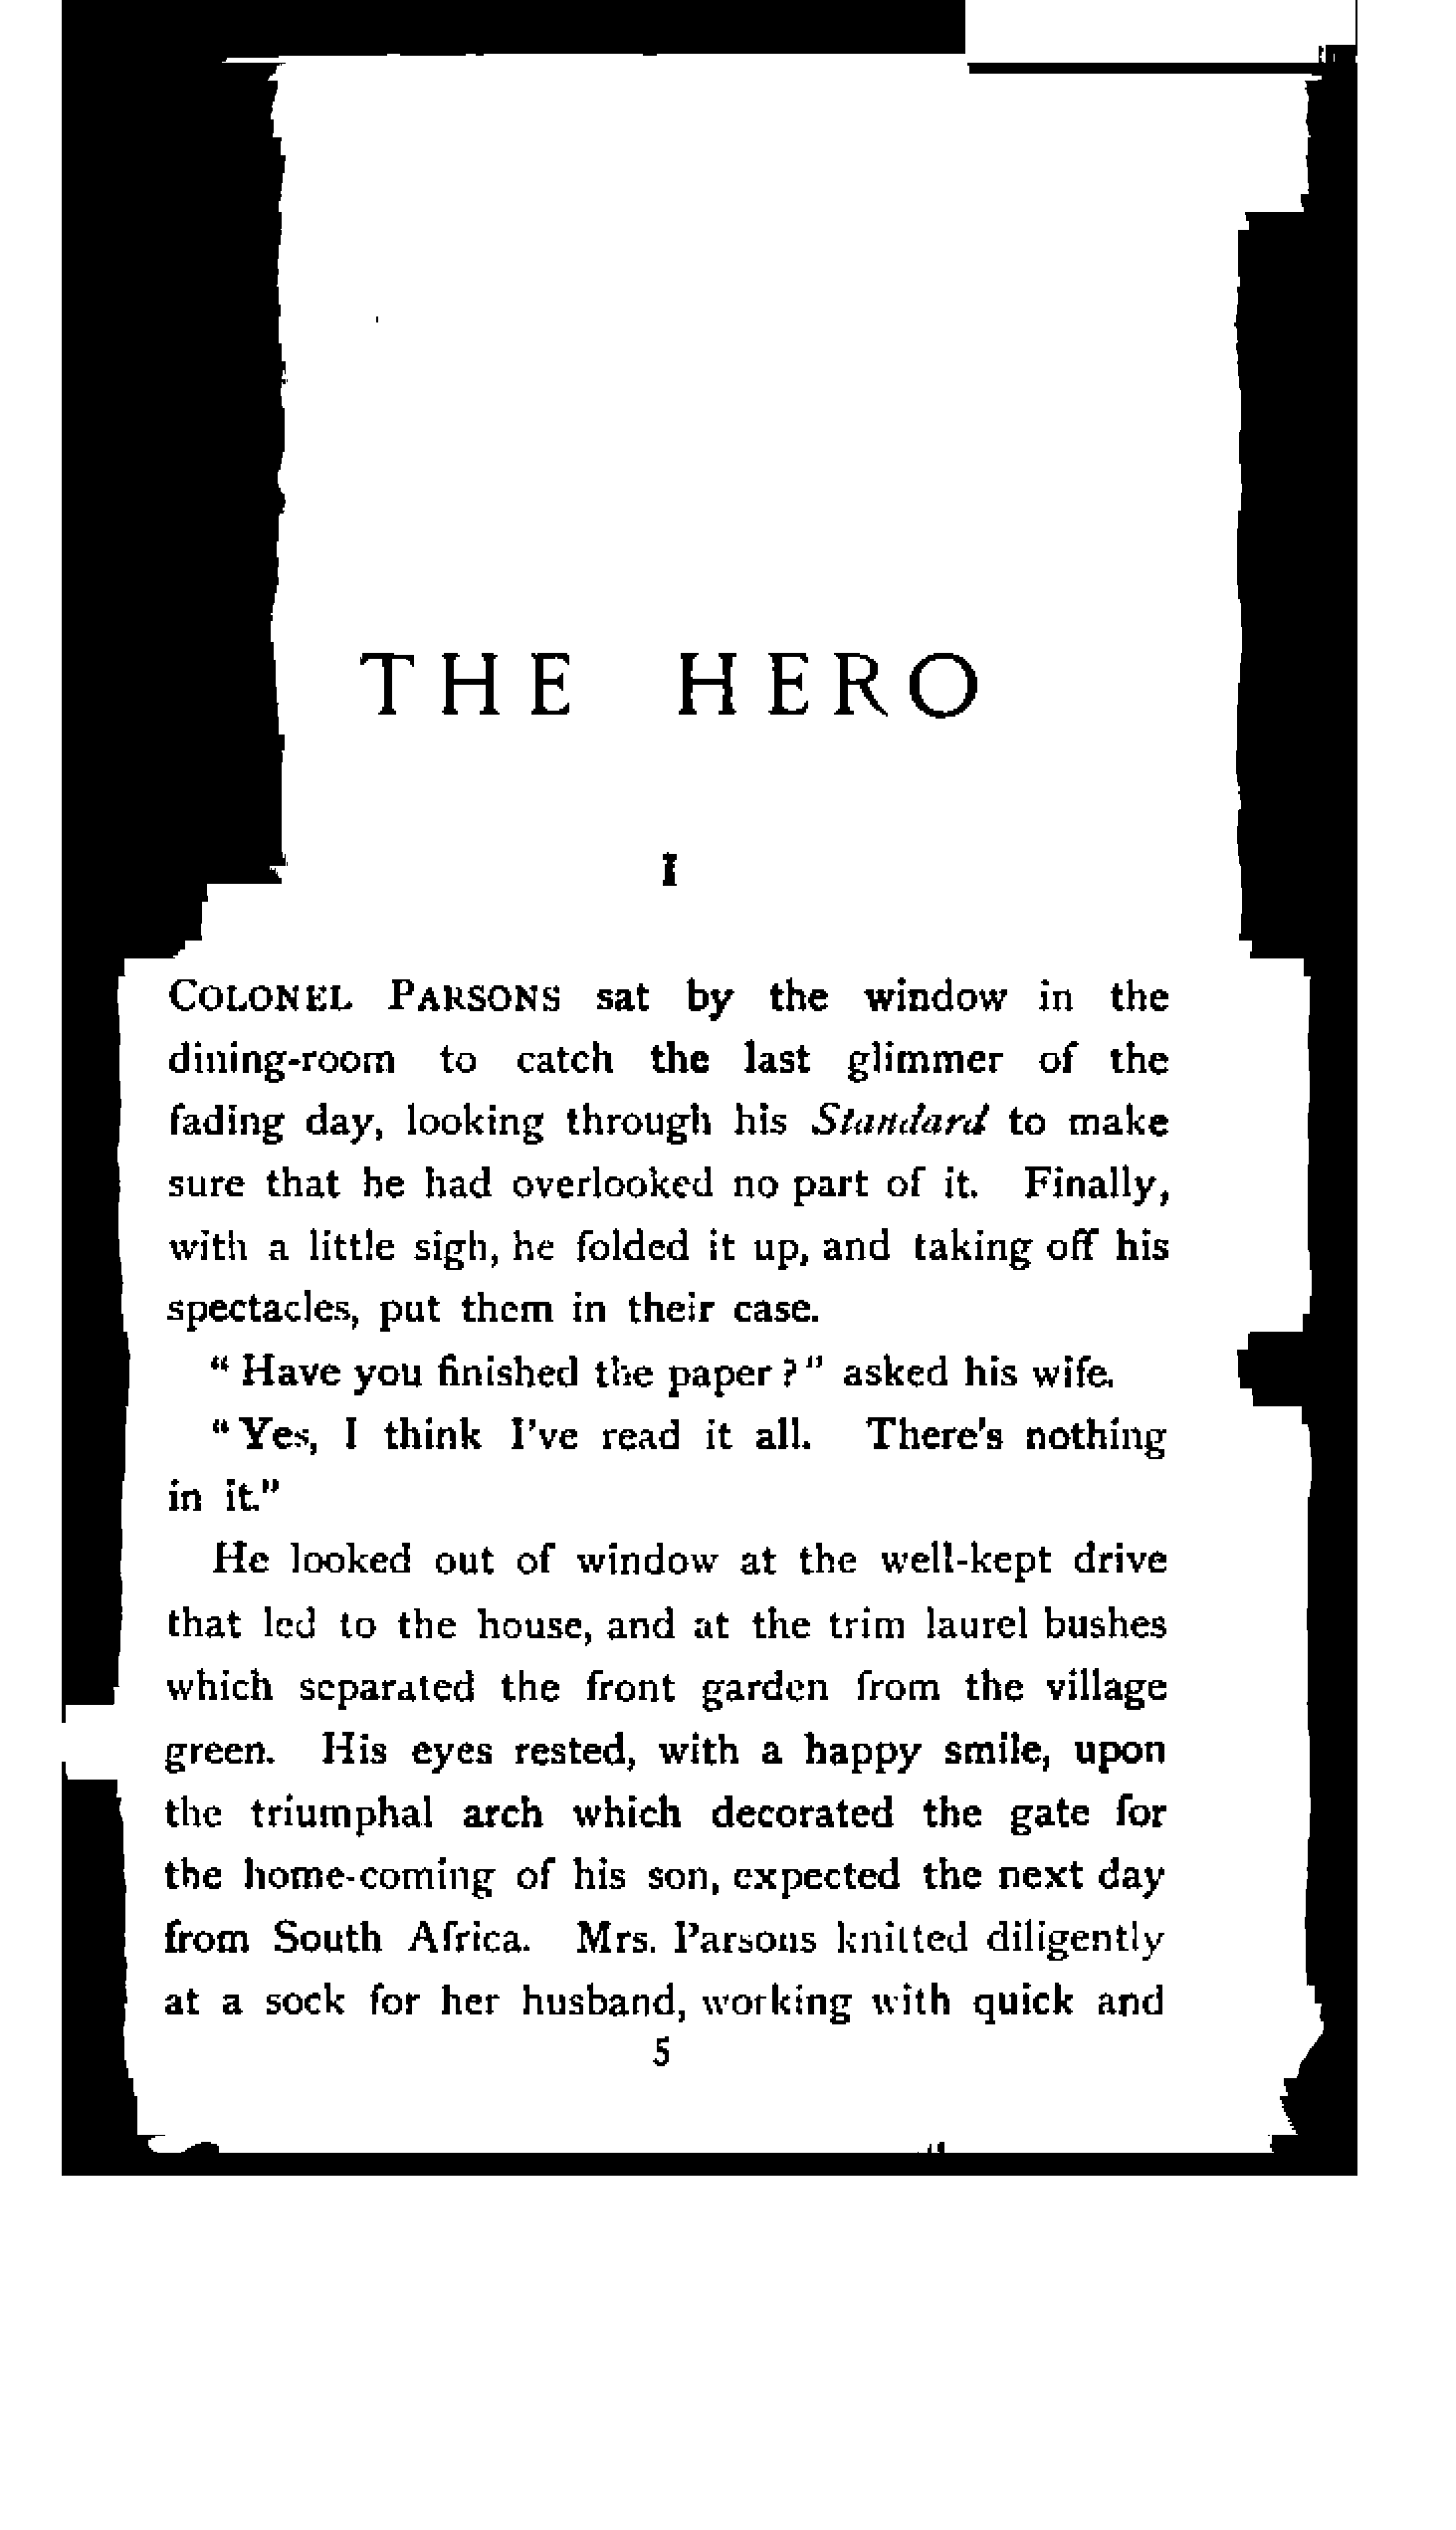 THE HERO
I
COLONEL PARSONS sat by the window in the
dining-room to catch the last glimmer of the
fading day, looking through his Standard to make
sure that he had overlooked no part of it. Finally,
with a little sigh, he folded it up, and taking off his
spectacles, put them in their case.
“ Have you finished the paper ? ” asked his wife.
“ Yes, I think I've read it all. There's nothing
in it.”
He looked out of window at the well-kept drive
that led to the house, and at the trim laurel bushes
which separated the front garden from the village
green. His eyes rested, with a happy smile, upon
the triumphal arch which decorated the gate for
the home-coming of his son, expected the next day
from South Africa. Mrs. Parsons knitted diligently
at a sock for her husband, working with quick and
5